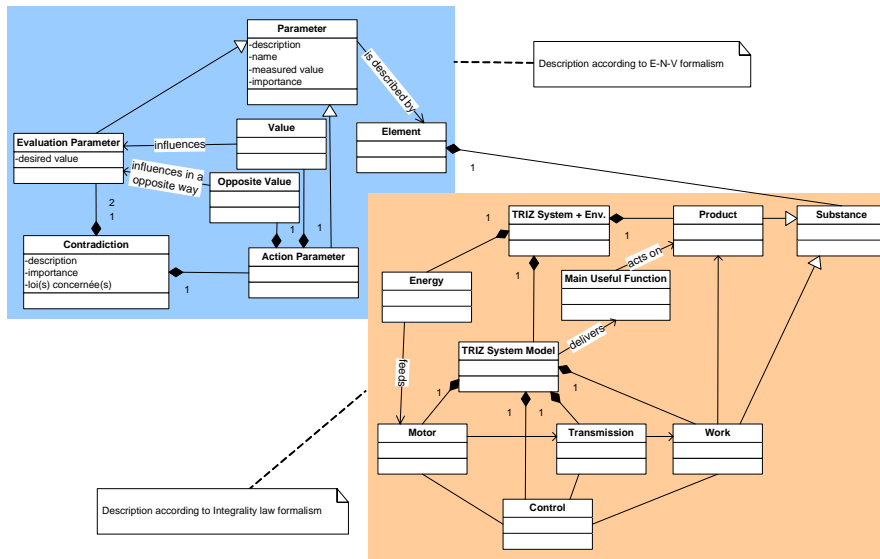 Parameter
-description
-name
-measured value
-importance
is described by
Description according to E-N-V formalism
Value
Element
Evaluation Parameter
-desired value
influences
influences in a
opposite way
Opposite Value
1
2
1
1
1
Contradiction
-description
-importance
-loi(s) concernée(s)
1
Action Parameter
1
TRIZ System + Env.
1
Product
Substance
acts on
Energy
1
Main Useful Function
delivers
TRIZ System Model
feeds
1
1
1
1
Motor
Transmission
Work
Control
Description according to Integrality law formalism